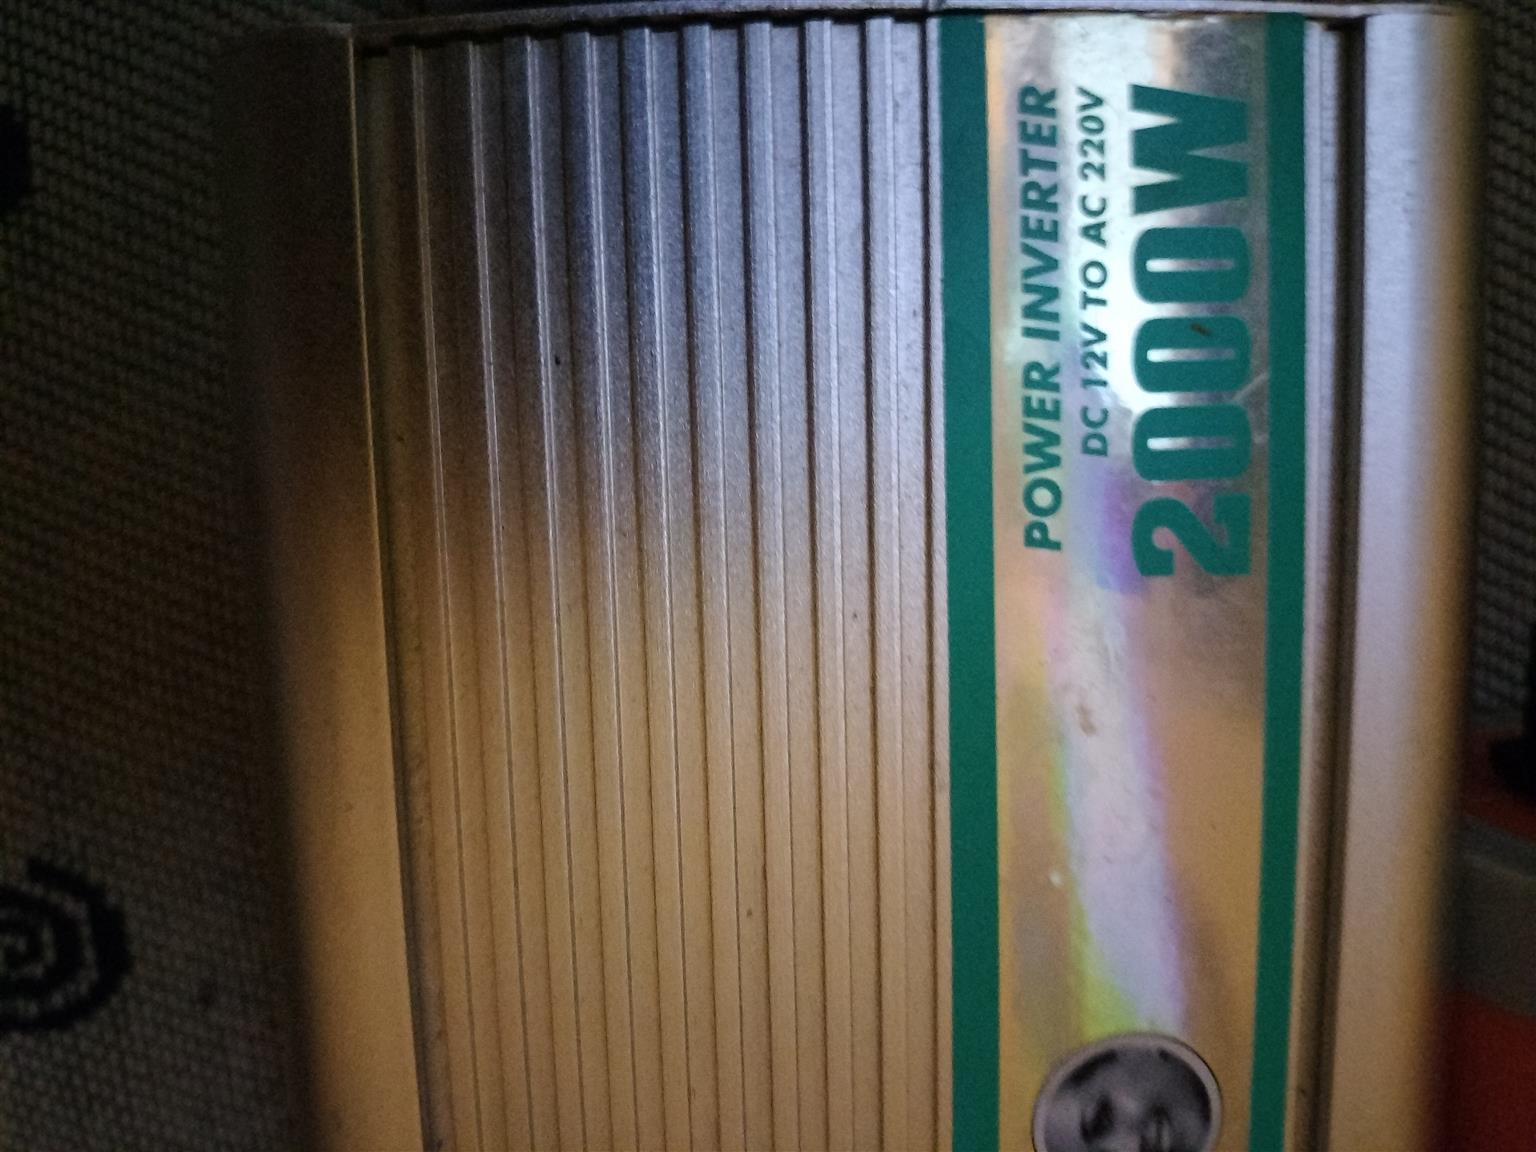 POWER INVERTER
DC 12V TO AC 220V
2000W